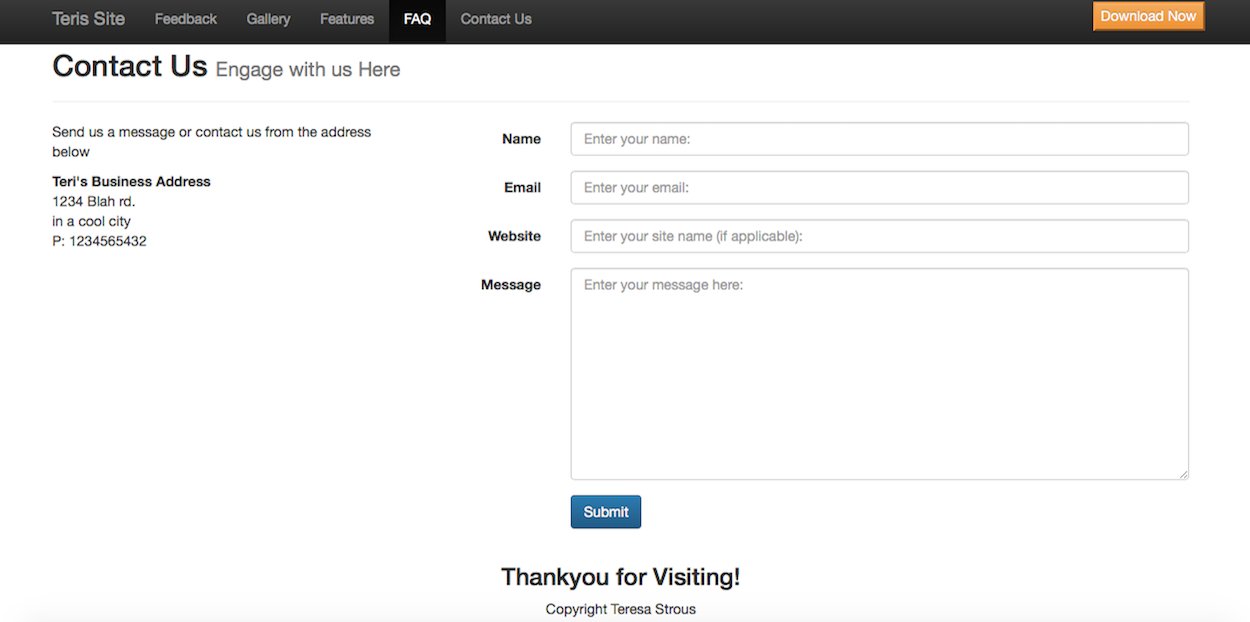 Teris Site Feedback Gallery Features FAQ Contact Us Download Now
Contact Us Engage with us Here
Send us a message or contact us from the address
below
Teri's Business Address
1234 Blah rd.
in a cool city
P: 1234565432
Name Enter your name:
Email Enter your email:
Website Enter your site name (if applicable):
Message Enter your message here:
Submit
Thankyou for Visiting!
Copyright Teresa Strous